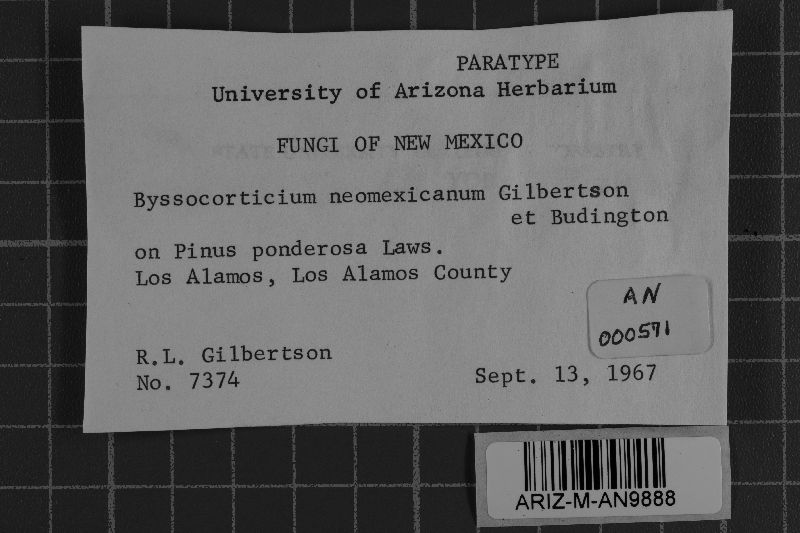 PARATYPE
University of Arizona Herbarium
FUNGI OF NEW MEXICO
Byssocorticium neomexicanum Gilbertson
et Budington
on Pinus ponderosa Laws.
Los Alamos, Los Alamos County
AN
000571
R.L. Gilbertson
No. 7374
Sept. 13, 1967
ARIZ-M-AN9888